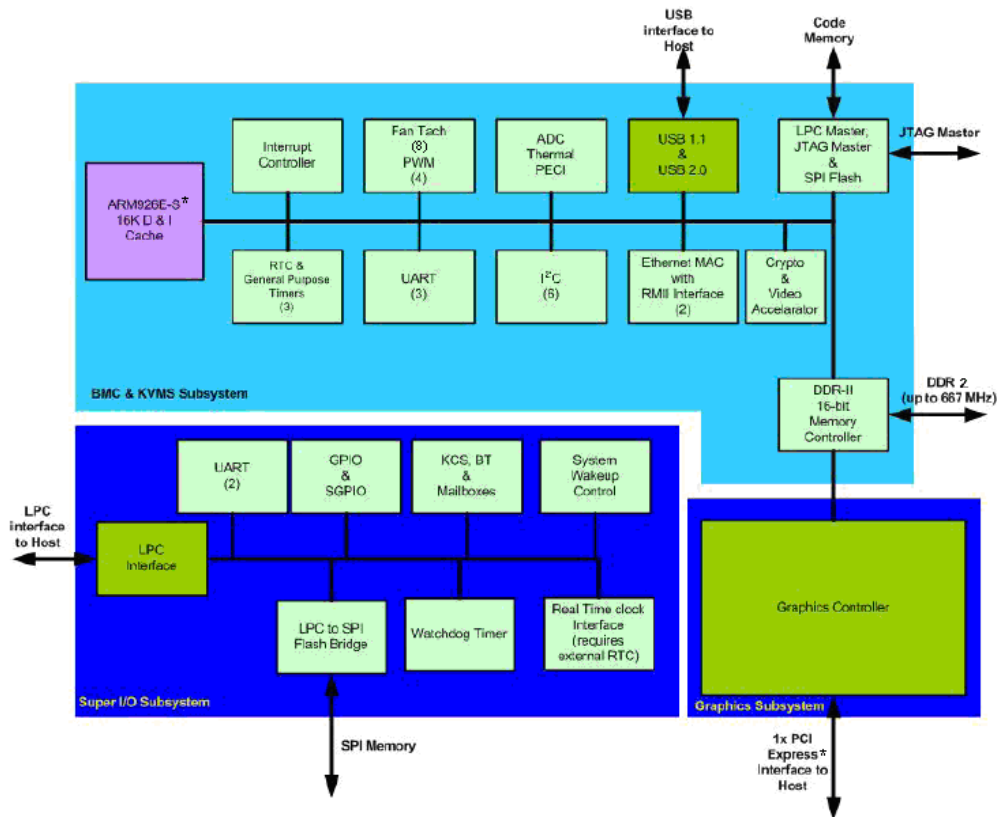 USB
interface to
Host
Code
Memory
Interrupt
Controller
Fan Tach
(8)
PWM
(4)
ADC
Thermal
PECI
USB 1.1
&
USB 2.0
LPC Master,
JTAG Master
&
SPI Flash
JTAG Master
ARM926E-S*
16K D & I
Cache
RTC &
General Purpose
Timers
(3)
UART
(3)
I²C
(6)
Ethernet MAC
with
RMII Interface
(2)
Crypto
&
Video
Accelarator
BMC & KVMS Subsystem
DDR-II
16-bit
Memory
Controller
DDR 2
(up to 667 MHz)
UART
(2)
GPIO
&
SGPIO
KCS, BT
&
Mailboxes
System
Wakeup
Control
LPC
interface
to Host
LPC
Interface
LPC to SPI
Flash Bridge
Watchdog Timer
Real Time clock
Interface
(requires
external RTC)
Super I/O Subsystem
SPI Memory
Graphics Controller
Graphics Subsystem
1x PCI
Express*
Interface to
Host